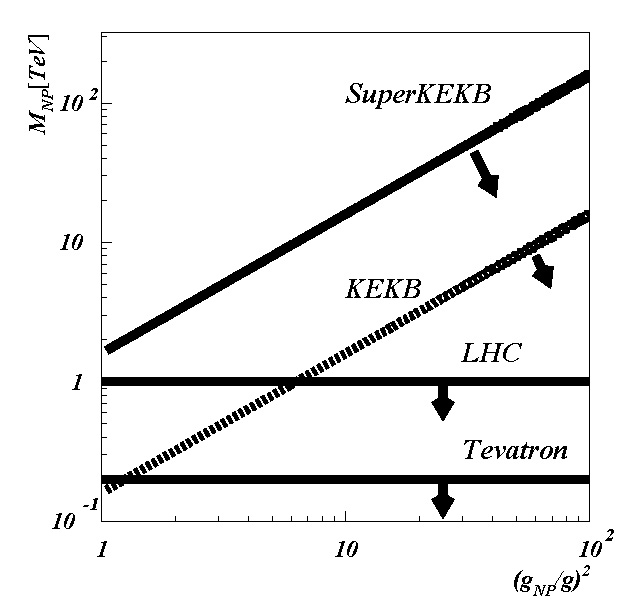 M_NP[TeV]
SuperKEKB
10^2
10
KEKB
LHC
1
Tevatron
10^-1
1 10 10^2
(g_NP/g)^2